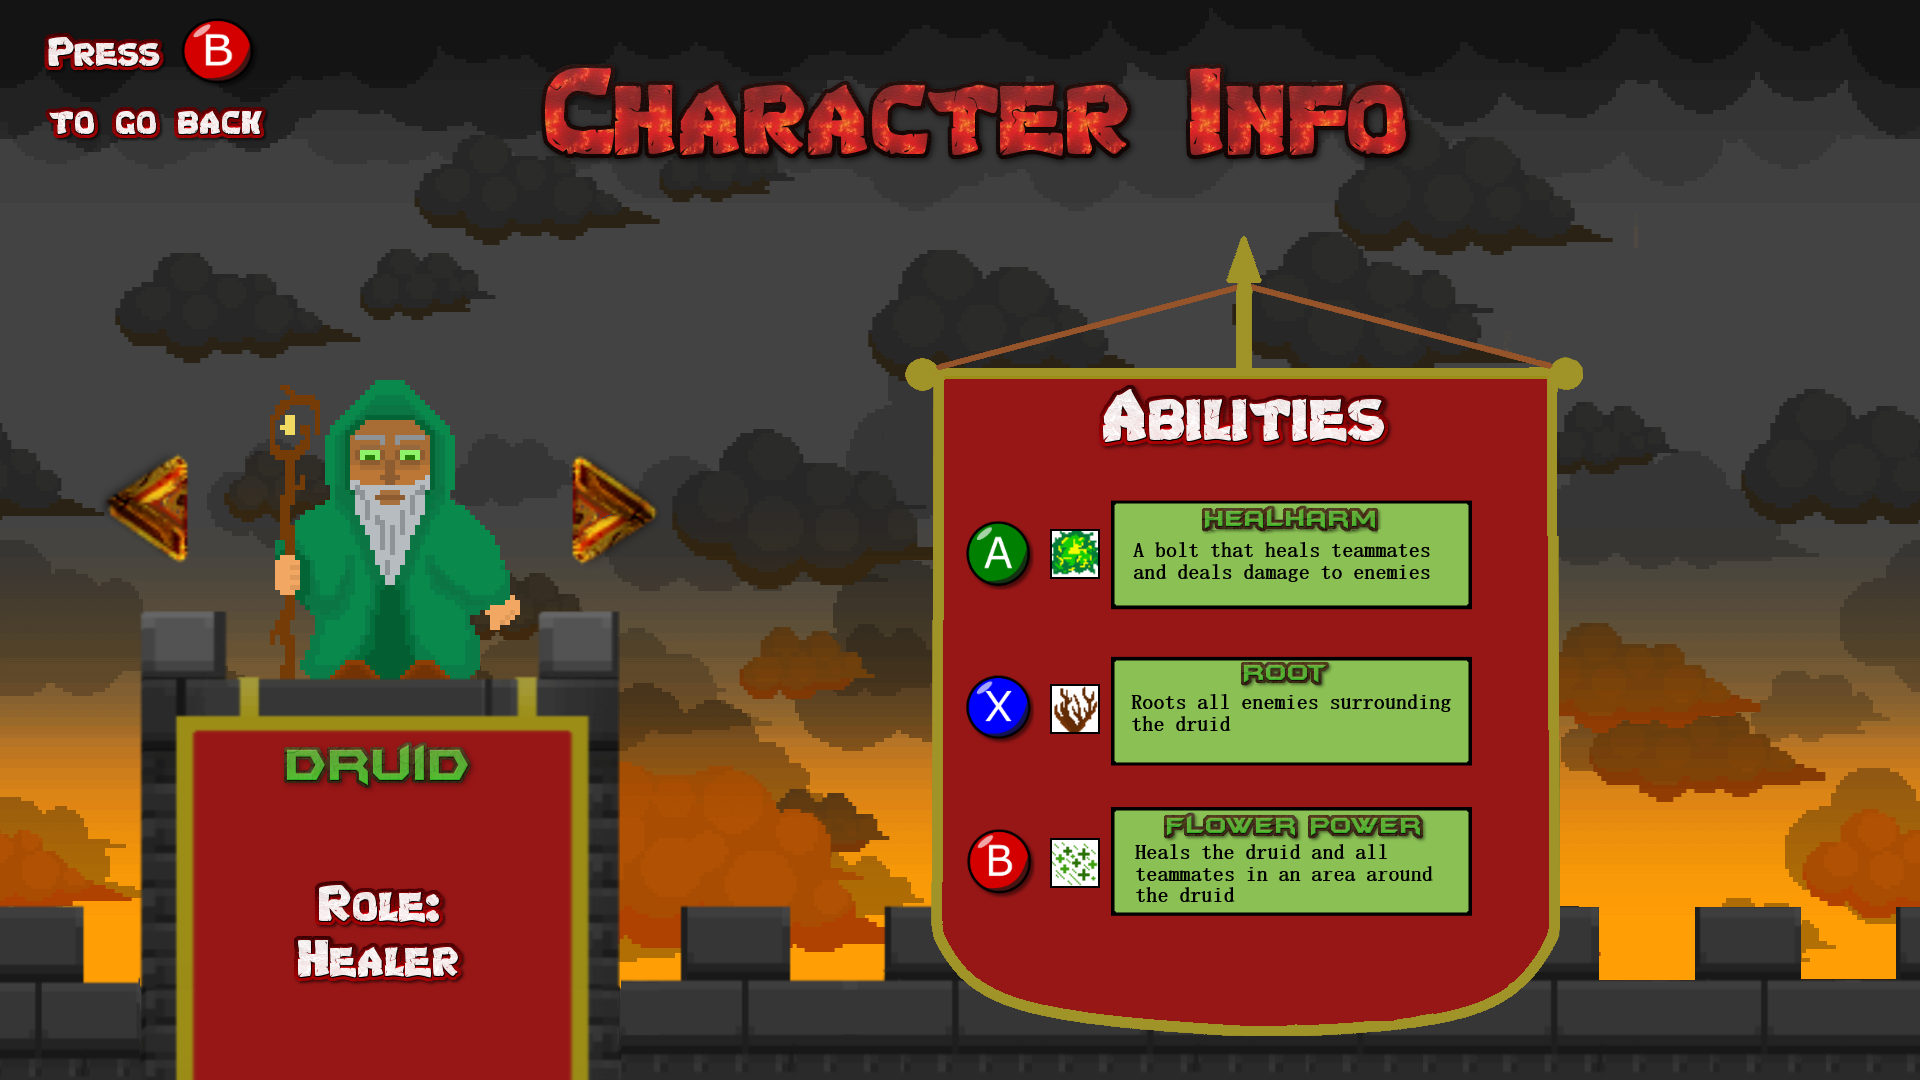 Press B
to go back
Character Info
Abilities
A
HealHarm
A bolt that heals teammates
and deals damage to enemies
X
Root
Roots all enemies surrounding
the druid
B
Flower Power
Heals the druid and all
teammates in an area around
the druid
Druid
Role:
Healer